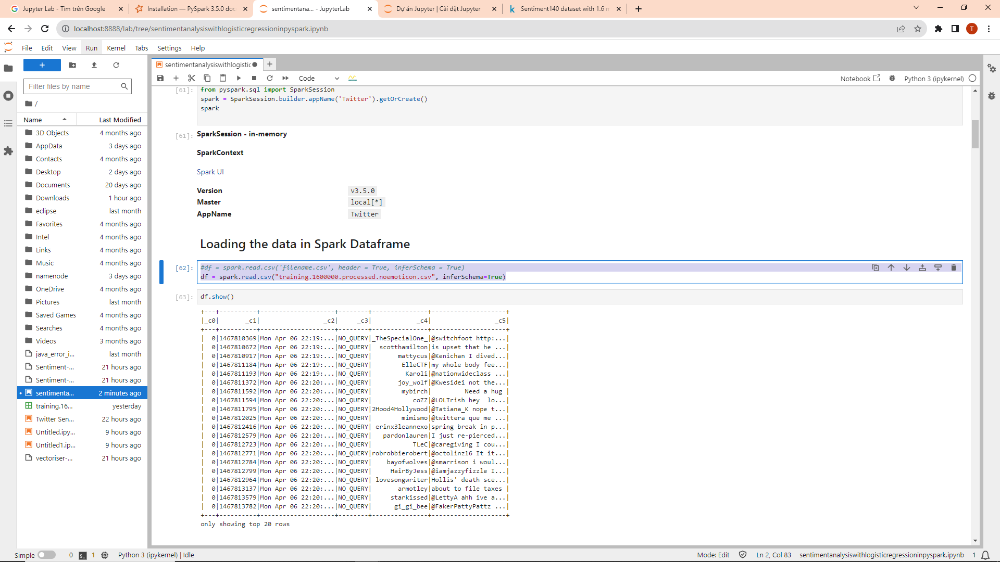 Jupyter Lab - Tìm trên Google
Installation — PySpark 3.5.0 doc
sentimentana... - JupyterLab
Dự án Jupyter | Cài đặt Jupyter
Sentiment140 dataset with 1.6 m
localhost:8888/lab/tree/sentimentanalysiswithlogisticregressioninpyspark.ipynb
T
File Edit View Run Kernel Tabs Settings Help
+
sentimentanalysiswithlogistic
Filter files by name
Code
Notebook
Python 3 (ipykernel)
/
Name Last Modified
3D Objects 4 months ago
AppData 3 days ago
Contacts 4 months ago
Desktop 2 days ago
Documents 20 days ago
Downloads 1 hour ago
eclipse last month
Favorites 4 months ago
Intel 4 months ago
Links 4 months ago
Music 4 months ago
namenode 3 days ago
OneDrive 4 months ago
Pictures last month
Saved Games 4 months ago
Searches 4 months ago
Videos 3 months ago
java_error_i... last month
Sentiment-... 21 hours ago
Sentiment-... 21 hours ago
sentimenta... 2 minutes ago
training.16... yesterday
Twitter Sen... 22 hours ago
Untitled.ipy... 9 hours ago
Untitled1.ip... 9 hours ago
vectoriser-... 21 hours ago
[61]: from pyspark.sql import SparkSession
spark = SparkSession.builder.appName('Twitter').getOrCreate()
spark
[61]: SparkSession - in-memory
SparkContext
Spark UI
Version v3.5.0
Master local[*]
AppName Twitter
Loading the data in Spark Dataframe
[62]: #df = spark.read.csv('filename.csv', header = True, inferSchema = True)
df = spark.read.csv("training.1600000.processed.noemoticon.csv", inferSchema=True)
[63]: df.show()
+---+----------+--------------------+--------+---------------+--------------------+
|_c0|       _c1|                 _c2|     _c3|            _c4|                 _c5|
+---+----------+--------------------+--------+---------------+--------------------+
|  0|1467810369|Mon Apr 06 22:19:...|NO_QUERY|_TheSpecialOne_|@switchfoot http:...|
|  0|1467810672|Mon Apr 06 22:19:...|NO_QUERY|  scotthamilton|is upset that he ...|
|  0|1467810917|Mon Apr 06 22:19:...|NO_QUERY|       mattycus|@Kenichan I dived...|
|  0|1467811184|Mon Apr 06 22:19:...|NO_QUERY|        ElleCTF|my whole body fee...|
|  0|1467811193|Mon Apr 06 22:19:...|NO_QUERY|         Karoli|@nationwideclass ...|
|  0|1467811372|Mon Apr 06 22:20:...|NO_QUERY|       joy_wolf|@Kwesidei not the...|
|  0|1467811592|Mon Apr 06 22:20:...|NO_QUERY|        mybirch|         Need a hug |
|  0|1467811594|Mon Apr 06 22:20:...|NO_QUERY|           coZZ|@LOLTrish hey  lo...|
|  0|1467811795|Mon Apr 06 22:20:...|NO_QUERY|2Hood4Hollywood|@Tatiana_K nope t...|
|  0|1467812025|Mon Apr 06 22:20:...|NO_QUERY|        mimismo|@twittera que me ...|
|  0|1467812416|Mon Apr 06 22:20:...|NO_QUERY| erinx3leannexo|spring break in p...|
|  0|1467812579|Mon Apr 06 22:20:...|NO_QUERY|   pardonlauren|I just re-pierced...|
|  0|1467812723|Mon Apr 06 22:20:...|NO_QUERY|           TLeC|@caregiving I cou...|
|  0|1467812771|Mon Apr 06 22:20:...|NO_QUERY|robrobbierobert|@octolinz16 It it...|
|  0|1467812784|Mon Apr 06 22:20:...|NO_QUERY|    bayofwolves|@smarrison i woul...|
|  0|1467812799|Mon Apr 06 22:20:...|NO_QUERY|     HairByJess|@iamjazzyfizzle I...|
|  0|1467812964|Mon Apr 06 22:20:...|NO_QUERY| lovesongwriter|Hollis' death sce...|
|  0|1467813137|Mon Apr 06 22:20:...|NO_QUERY|       armotley|about to file taxes |
|  0|1467813579|Mon Apr 06 22:20:...|NO_QUERY|     starkissed|@LettyA ahh ive a...|
|  0|1467813782|Mon Apr 06 22:20:...|NO_QUERY|      gi_gi_bee|@FakerPattyPattz ...|
+---+----------+--------------------+--------+---------------+--------------------+
only showing top 20 rows
Simple 0 1 Python 3 (ipykernel) | Idle
Mode: Edit Ln 2, Col 83 sentimentanalysiswithlogisticregressioninpyspark.ipynb 1